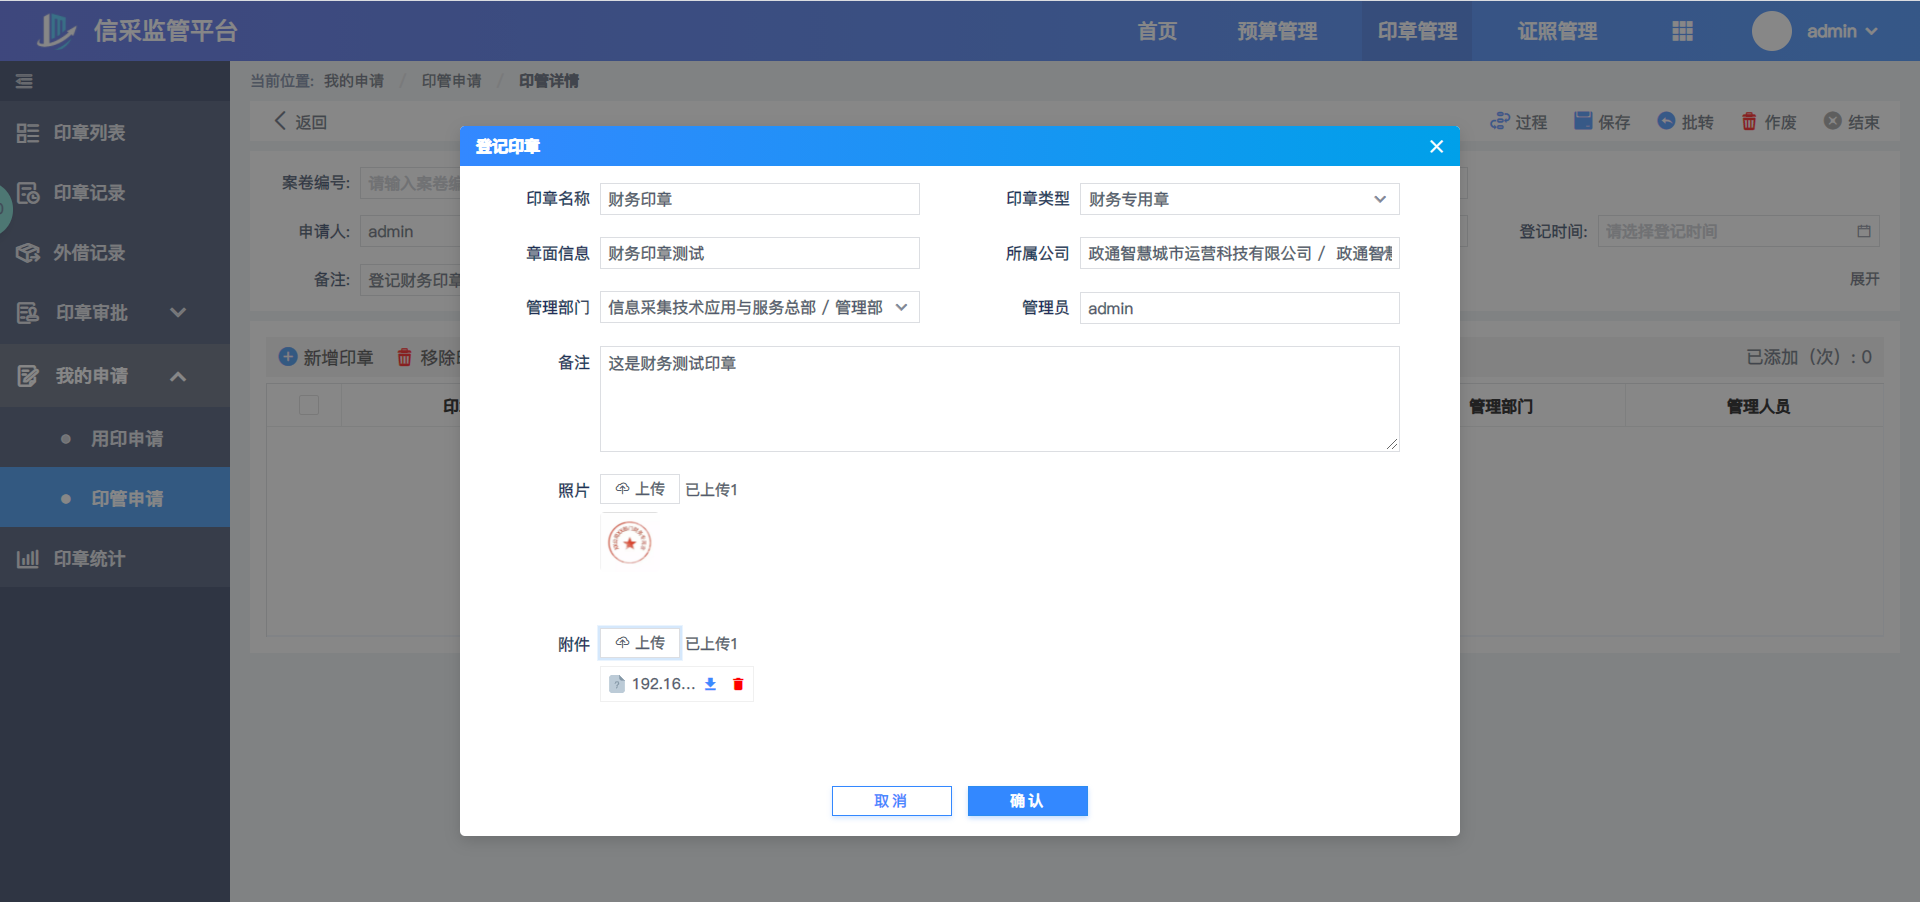 信采监管平台
首页
预算管理
印章管理
证照管理
admin
当前位置: 我的申请 / 印管申请 / 印管详情
印章列表
印章记录
外借记录
印章审批
我的申请
用印申请
印管申请
印章统计
返回
过程
保存
批转
作废
结束
案卷编号: 请输入案卷编
申请人: admin
登记时间: 请选择登记时间
备注: 登记财务印章
展开
新增印章
移除
已添加（次）: 0
管理部门
管理人员
登记印章
印章名称 财务印章
印章类型 财务专用章
章面信息 财务印章测试
所属公司 政通智慧城市运营科技有限公司 / 政通智慧
管理部门 信息采集技术应用与服务总部 / 管理部
管理员 admin
备注 这是财务测试印章
照片 上传 已上传1
附件 上传 已上传1
192.16...
取消
确认